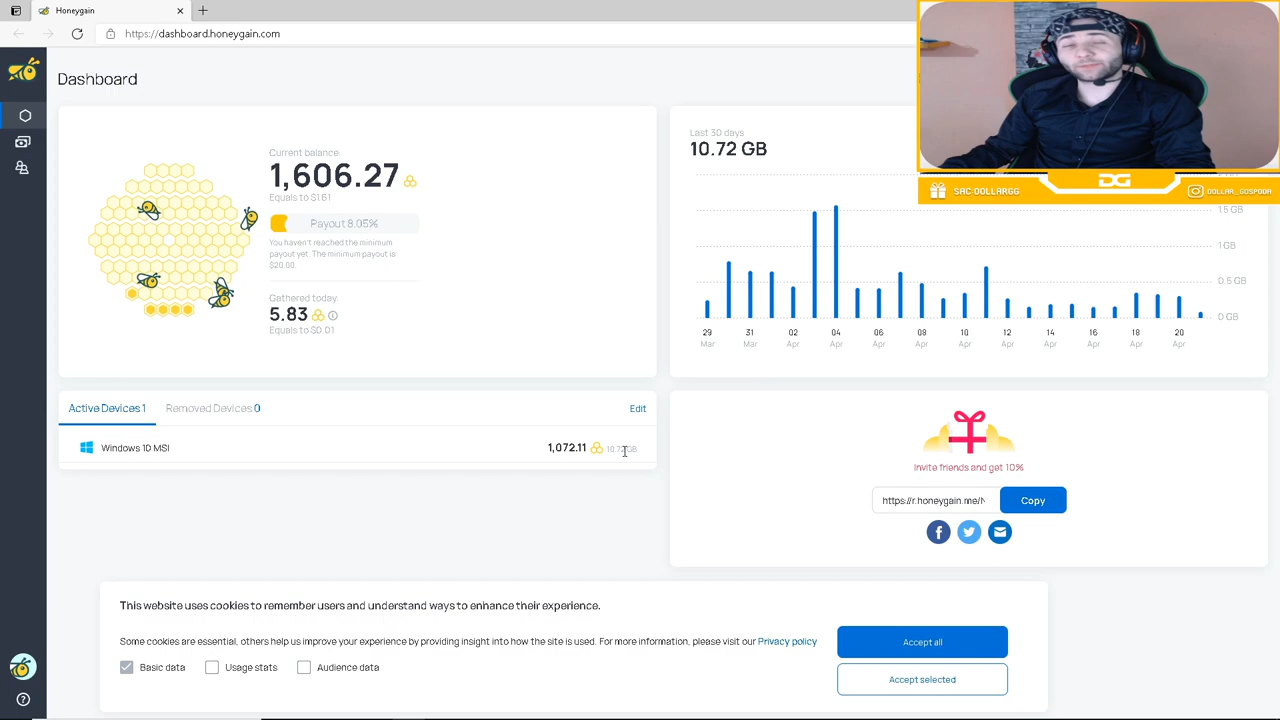 Honeygain
https://dashboard.honeygain.com
Dashboard
Current balance:
1,606.27
Equals to $1.61
Payout 8.05%
You haven't reached the minimum
payout yet. The minimum payout is
$20.00.
Gathered today:
5.83
Equals to $0.01
Last 30 days
10.72 GB
1.5 GB
1 GB
0.5 GB
0 GB
29 31 02 04 06 08 10 12 14 16 18 20
Mar Mar Apr Apr Apr Apr Apr Apr Apr Apr Apr Apr
DG
SAC-DOLLARGG
DOLLAR_GOSPODA
Active Devices 1 Removed Devices 0 Edit
Windows 10 MSI 1,072.11
Invite friends and get 10%
https://r.honeygain.me/
Copy
This website uses cookies to remember users and understand ways to enhance their experience.
Some cookies are essential, others help us improve your experience by providing insight into how the site is used. For more information, please visit our Privacy policy
Basic data Usage stats Audience data
Accept all
Accept selected